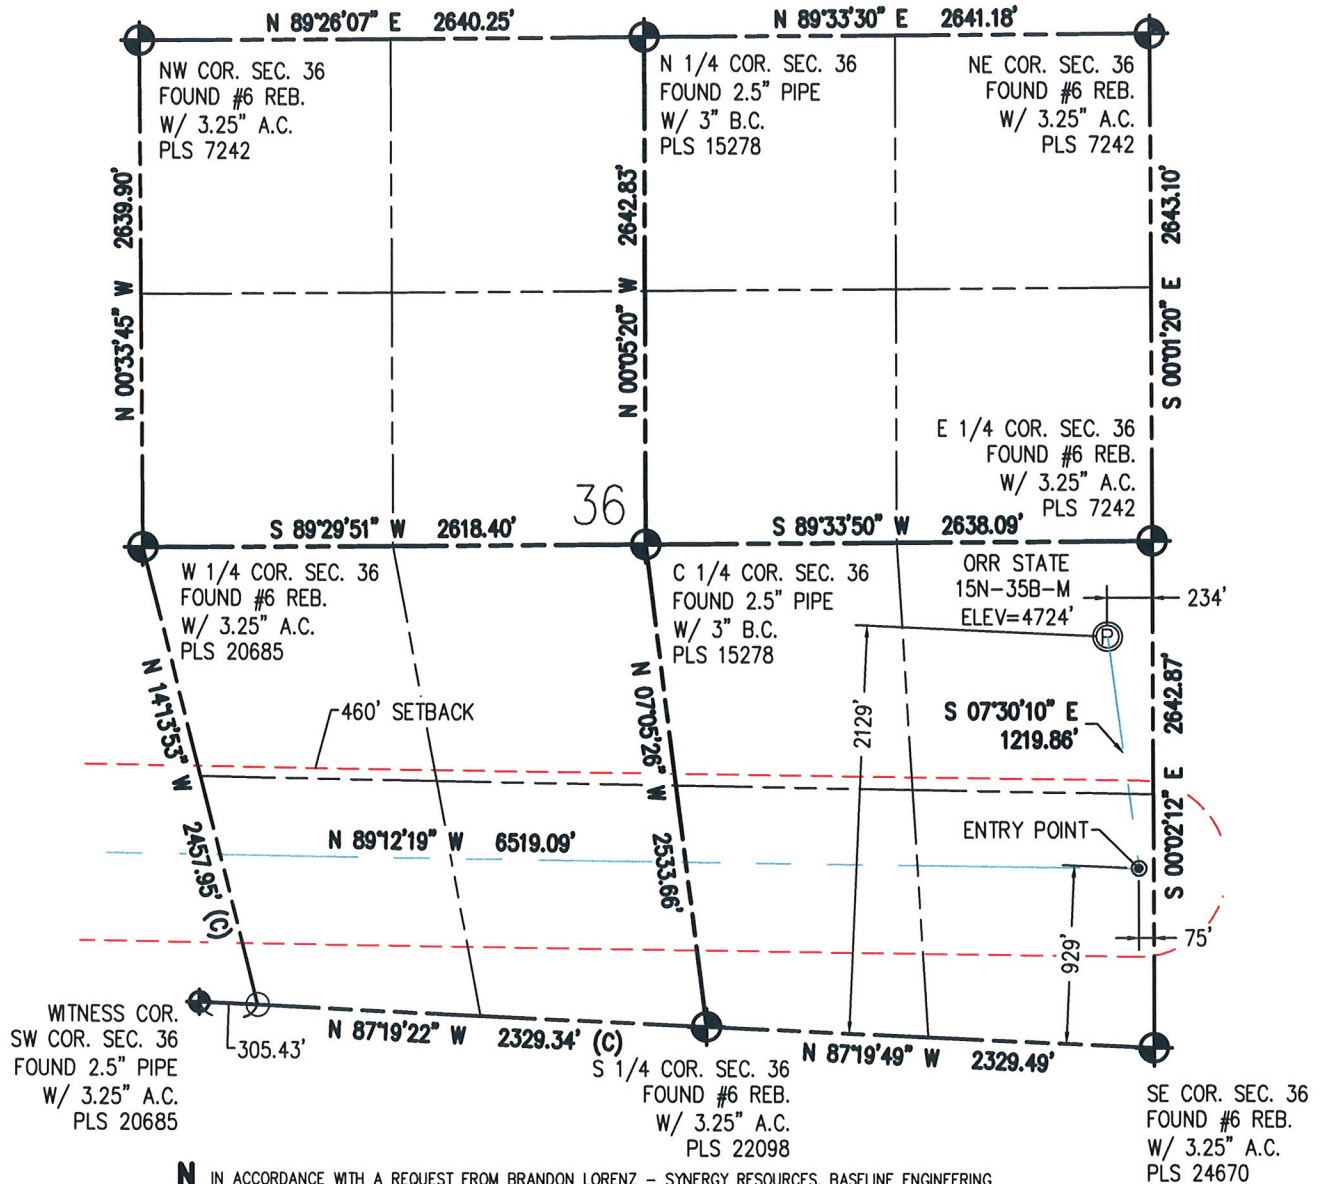 N 89°26'07" E 2640.25'
N 89°33'30" E 2641.18'
NW COR. SEC. 36
FOUND #6 REB.
W/ 3.25" A.C.
PLS 7242
N 1/4 COR. SEC. 36
FOUND 2.5" PIPE
W/ 3" B.C.
PLS 15278
NE COR. SEC. 36
FOUND #6 REB.
W/ 3.25" A.C.
PLS 7242
N 00°33'45" W 2639.90'
N 00°05'20" W 2642.83'
S 00°01'20" E 2643.10'
E 1/4 COR. SEC. 36
FOUND #6 REB.
W/ 3.25" A.C.
PLS 7242
36
S 89°29'51" W 2618.40'
S 89°33'50" W 2638.09'
W 1/4 COR. SEC. 36
FOUND #6 REB.
W/ 3.25" A.C.
PLS 20685
C 1/4 COR. SEC. 36
FOUND 2.5" PIPE
W/ 3" B.C.
PLS 15278
ORR STATE
15N-35B-M
ELEV=4724'
234'
P
N 14°13'53" W 2457.95' (C)
460' SETBACK
N 07°05'26" W 2533.66'
2129'
S 07°30'10" E
1219.86'
S 00°02'12" E 2642.87'
N 89°12'19" W 6519.09'
ENTRY POINT
929'
75'
WITNESS COR.
SW COR. SEC. 36
FOUND 2.5" PIPE
W/ 3.25" A.C.
PLS 20685
305.43'
N 87°19'22" W 2329.34' (C)
N 87°19'49" W 2329.49'
S 1/4 COR. SEC. 36
FOUND #6 REB.
W/ 3.25" A.C.
PLS 22098
SE COR. SEC. 36
FOUND #6 REB.
W/ 3.25" A.C.
PLS 24670
N IN ACCORDANCE WITH A REQUEST FROM BRANDON LORENZ – SYNERGY RESOURCES, BASELINE ENGINEERING